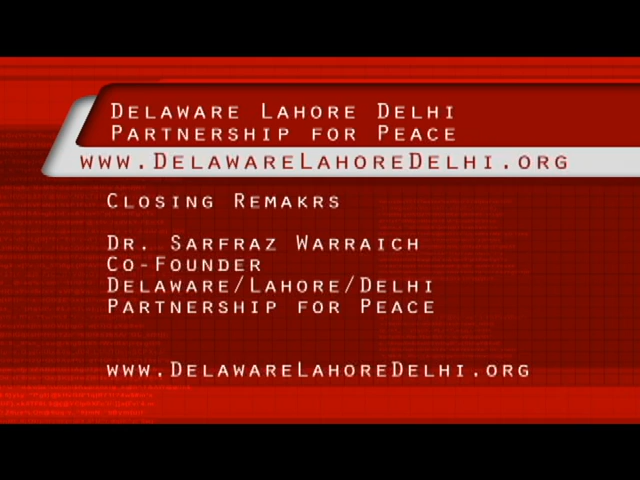 Delaware Lahore Delhi
Partnership for Peace
www.DelawareLahoreDelhi.org
Closing Remakrs
Dr. Sarfraz Warraich
Co-Founder
Delaware/Lahore/Delhi
Partnership for Peace
www.DelawareLahoreDelhi.org